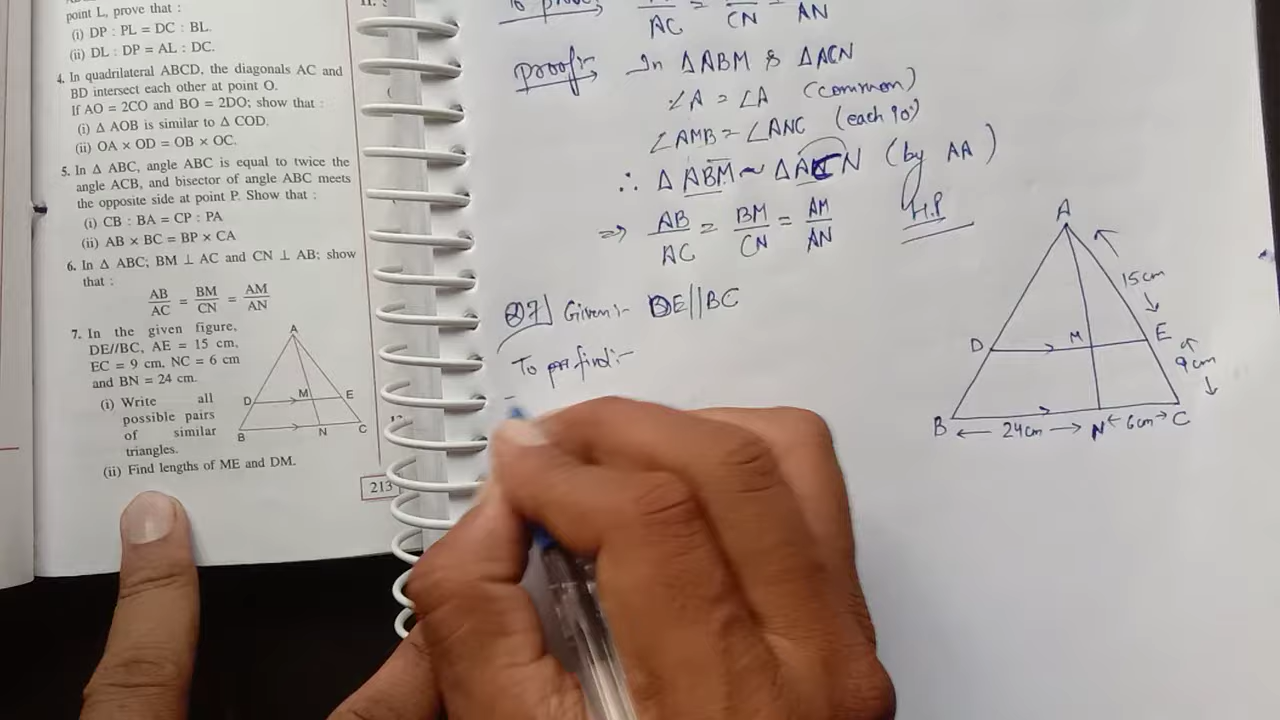 point L, prove that :
(i) DP : PL = DC : BL.
(ii) DL : DP = AL : DC.
4. In quadrilateral ABCD, the diagonals AC and
BD intersect each other at point O.
If AO = 2CO and BO = 2DO; show that :
(i) Δ AOB is similar to Δ COD.
(ii) OA × OD = OB × OC.
5. In Δ ABC, angle ABC is equal to twice the
angle ACB, and bisector of angle ABC meets
the opposite side at point P. Show that :
(i) CB : BA = CP : PA
(ii) AB × BC = BP × CA
6. In Δ ABC; BM ⊥ AC and CN ⊥ AB; show
that :
AB/AC = BM/CN = AM/AN
7. In the given figure,
DE//BC, AE = 15 cm,
EC = 9 cm, NC = 6 cm
and BN = 24 cm.
(i) Write all
possible pairs
of similar
triangles.
(ii) Find lengths of ME and DM.
A
D M E
B N C
213
To prove
AC = CN = AN
Proof:- In ΔABM & ΔACN
∠A = ∠A (common)
∠AMB = ∠ANC (each 90°)
∴ ΔABM ~ ΔACN (by AA)
⇒ AB/AC = BM/CN = AM/AN H.P
Q7] Given:- DE//BC
To find:-
A
15cm
D M E
9cm
B 24cm N 6cm C